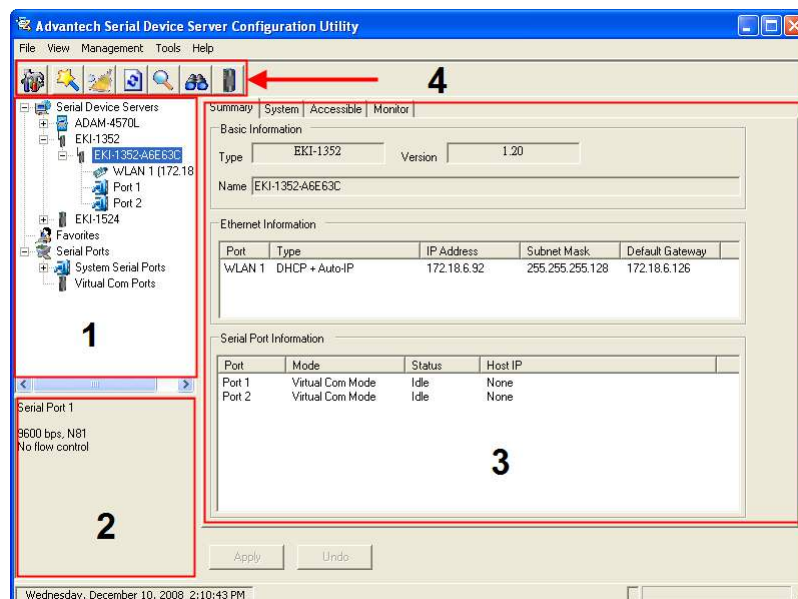 Advantech Serial Device Server Configuration Utility
File View Management Tools Help
4
Serial Device Servers
ADAM-4570L
EKI-1352
EKI-1352-A6E63C
WLAN 1 (172.18
Port 1
Port 2
EKI-1524
Favorites
Serial Ports
System Serial Ports
Virtual Com Ports
1
Serial Port 1
9600 bps, N81
No flow control
2
Summary System Accessible Monitor
Basic Information
Type EKI-1352 Version 1.20
Name EKI-1352-A6E63C
Ethernet Information
Port Type IP Address Subnet Mask Default Gateway
WLAN 1 DHCP + Auto-IP 172.18.6.92 255.255.255.128 172.18.6.126
Serial Port Information
Port Mode Status Host IP
Port 1 Virtual Com Mode Idle None
Port 2 Virtual Com Mode Idle None
3
Apply Undo
Wednesday, December 10, 2008 2:10:43 PM